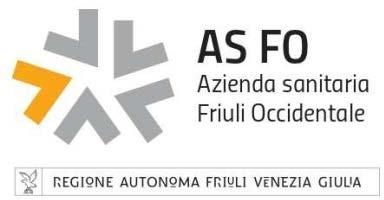 AS FO
Azienda sanitaria
Friuli Occidentale
REGIONE AUTONOMA FRIULI VENEZIA GIULIA